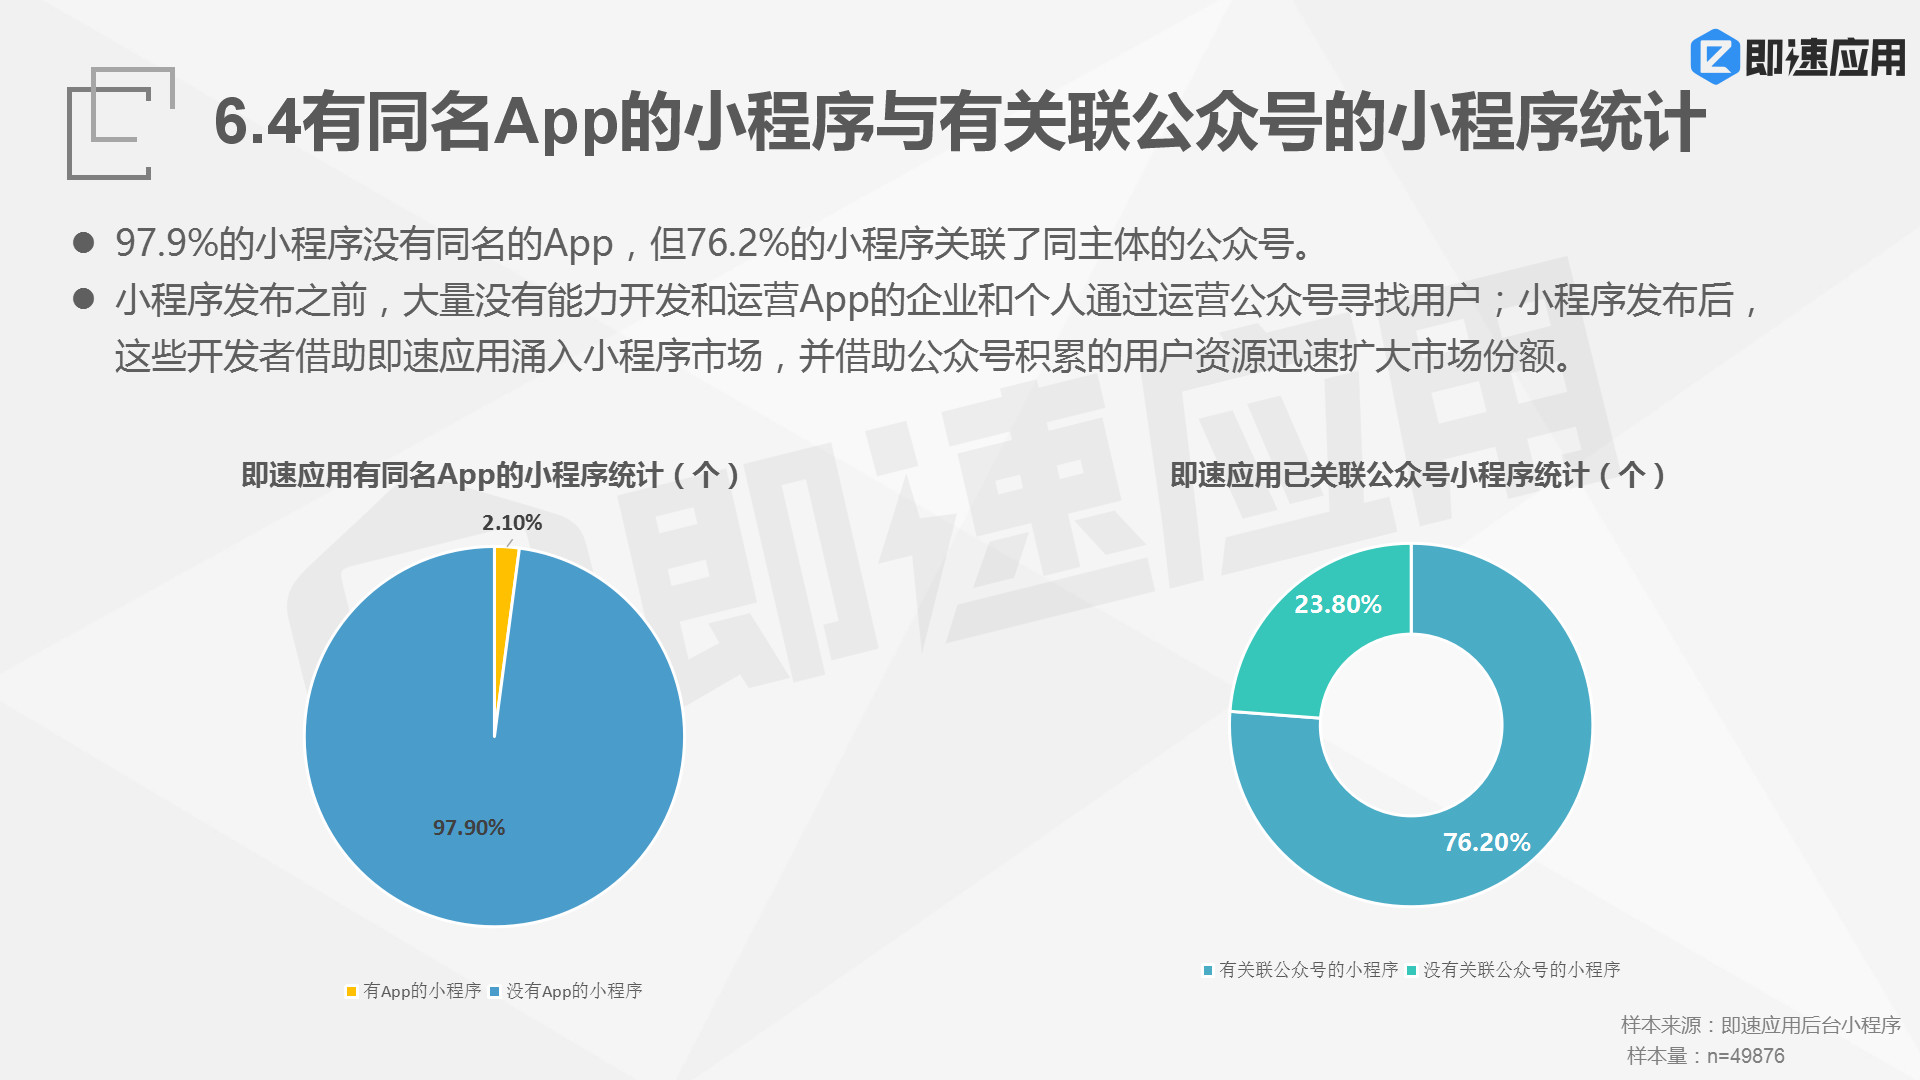 即速应用
6.4有同名App的小程序与有关联公众号的小程序统计
97.9%的小程序没有同名的App，但76.2%的小程序关联了同主体的公众号。
小程序发布之前，大量没有能力开发和运营App的企业和个人通过运营公众号寻找用户；小程序发布后，
这些开发者借助即速应用涌入小程序市场，并借助公众号积累的用户资源迅速扩大市场份额。
即速应用
即速应用有同名App的小程序统计（个）
2.10%
97.90%
有App的小程序 没有App的小程序
即速应用已关联公众号小程序统计（个）
23.80%
76.20%
有关联公众号的小程序 没有关联公众号的小程序
样本来源：即速应用后台小程序
样本量：n=49876